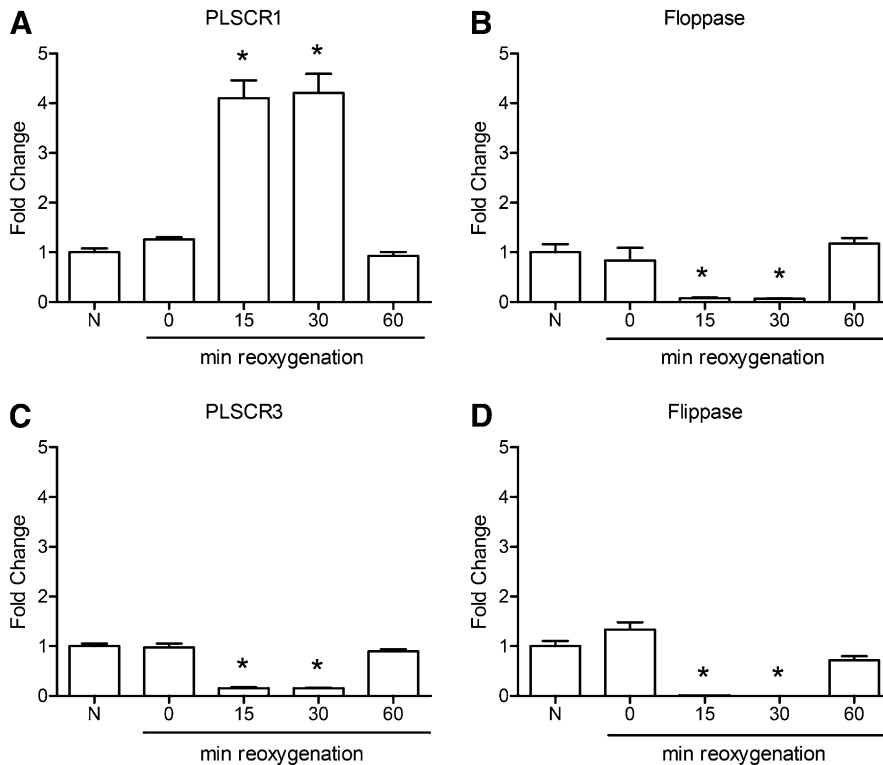 A
PLSCR1
5
4
3
2
1
0
Fold Change
* *
N 0 15 30 60
min reoxygenation
B
Floppase
5
4
3
2
1
0
Fold Change
* *
N 0 15 30 60
min reoxygenation
C
PLSCR3
5
4
3
2
1
0
Fold Change
* *
N 0 15 30 60
min reoxygenation
D
Flippase
5
4
3
2
1
0
Fold Change
* *
N 0 15 30 60
min reoxygenation